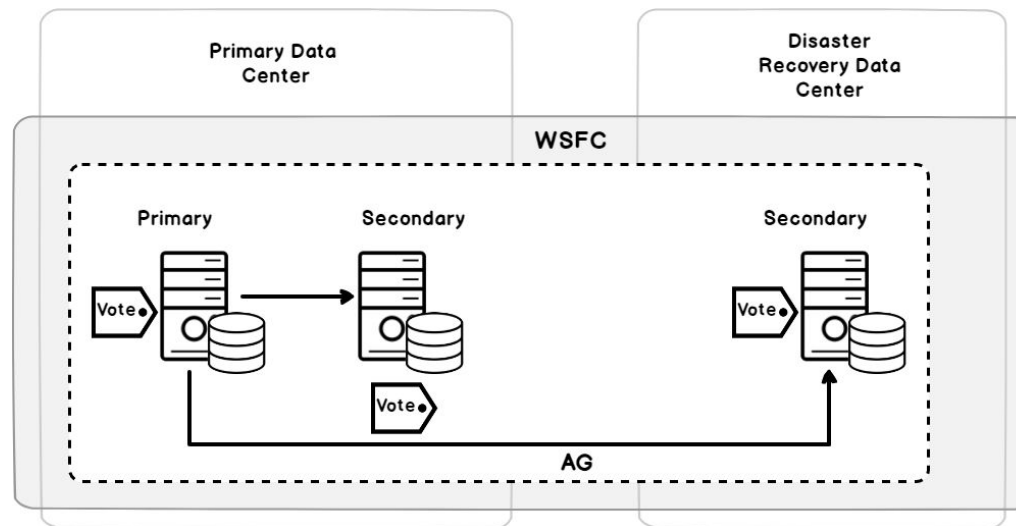 Primary Data
Center
Disaster
Recovery Data
Center
WSFC
Primary
Secondary
Secondary
Vote
Vote
Vote
AG